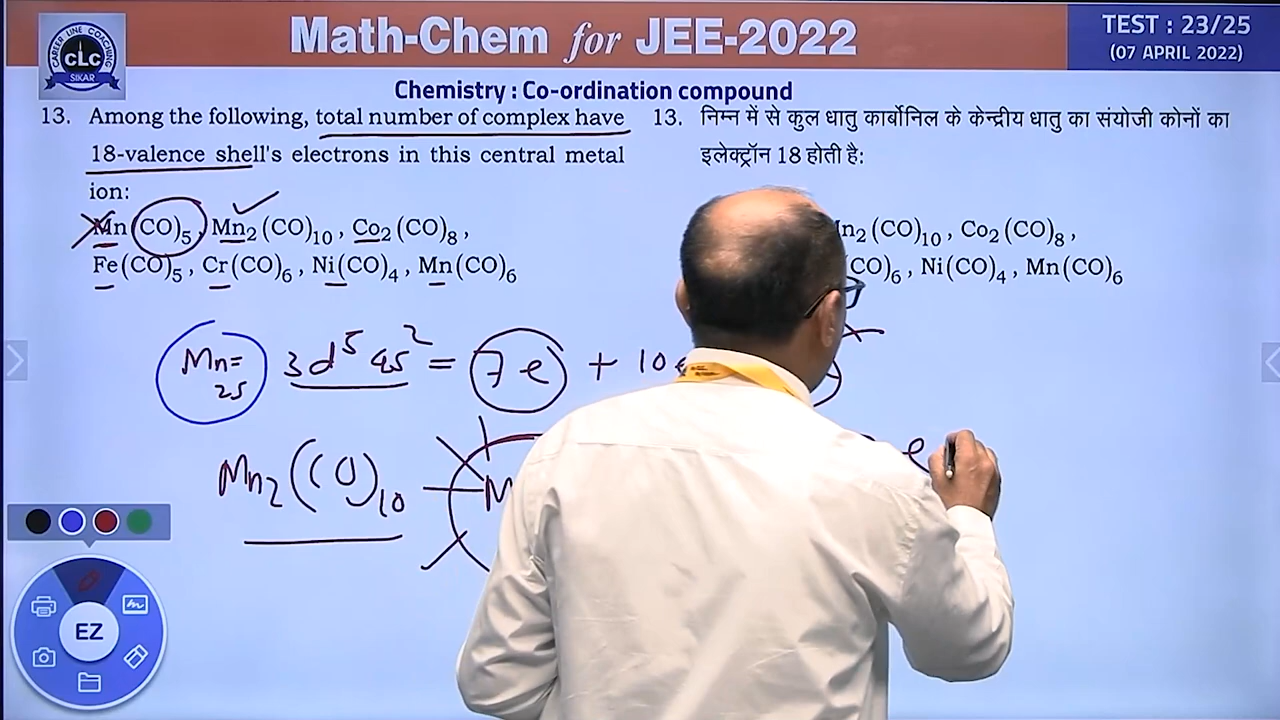 CAREER LINE COACHING
CLC
SIKAR
Math-Chem for JEE-2022
TEST : 23/25
(07 APRIL 2022)
Chemistry : Co-ordination compound
13. Among the following, total number of complex have
18-valence shell's electrons in this central metal
ion:
Mn(CO)5, Mn2(CO)10, Co2(CO)8,
Fe(CO)5, Cr(CO)6, Ni(CO)4, Mn(CO)6
13. निम्न में से कुल धातु कार्बोनिल के केन्द्रीय धातु का संयोजी कोनों का
इलेक्ट्रॉन 18 होती है:
Mn2(CO)10, Co2(CO)8,
(CO)6, Ni(CO)4, Mn(CO)6
Mn= 3d5 4s2 = 7e + 10e
25
Mn2(CO)10
EZ